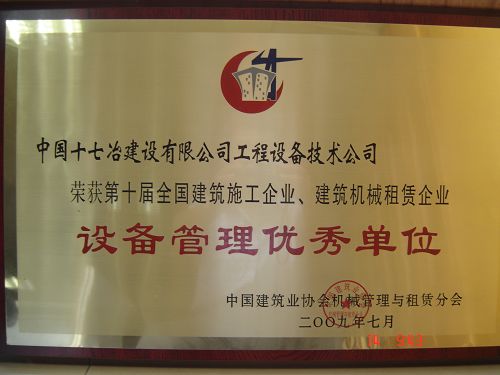 中国十七冶建设有限公司工程设备技术公司
荣获第十届全国建筑施工企业、建筑机械租赁企业
设备管理优秀单位
中国建筑业协会机械管理与租赁分会
二〇〇九年七月